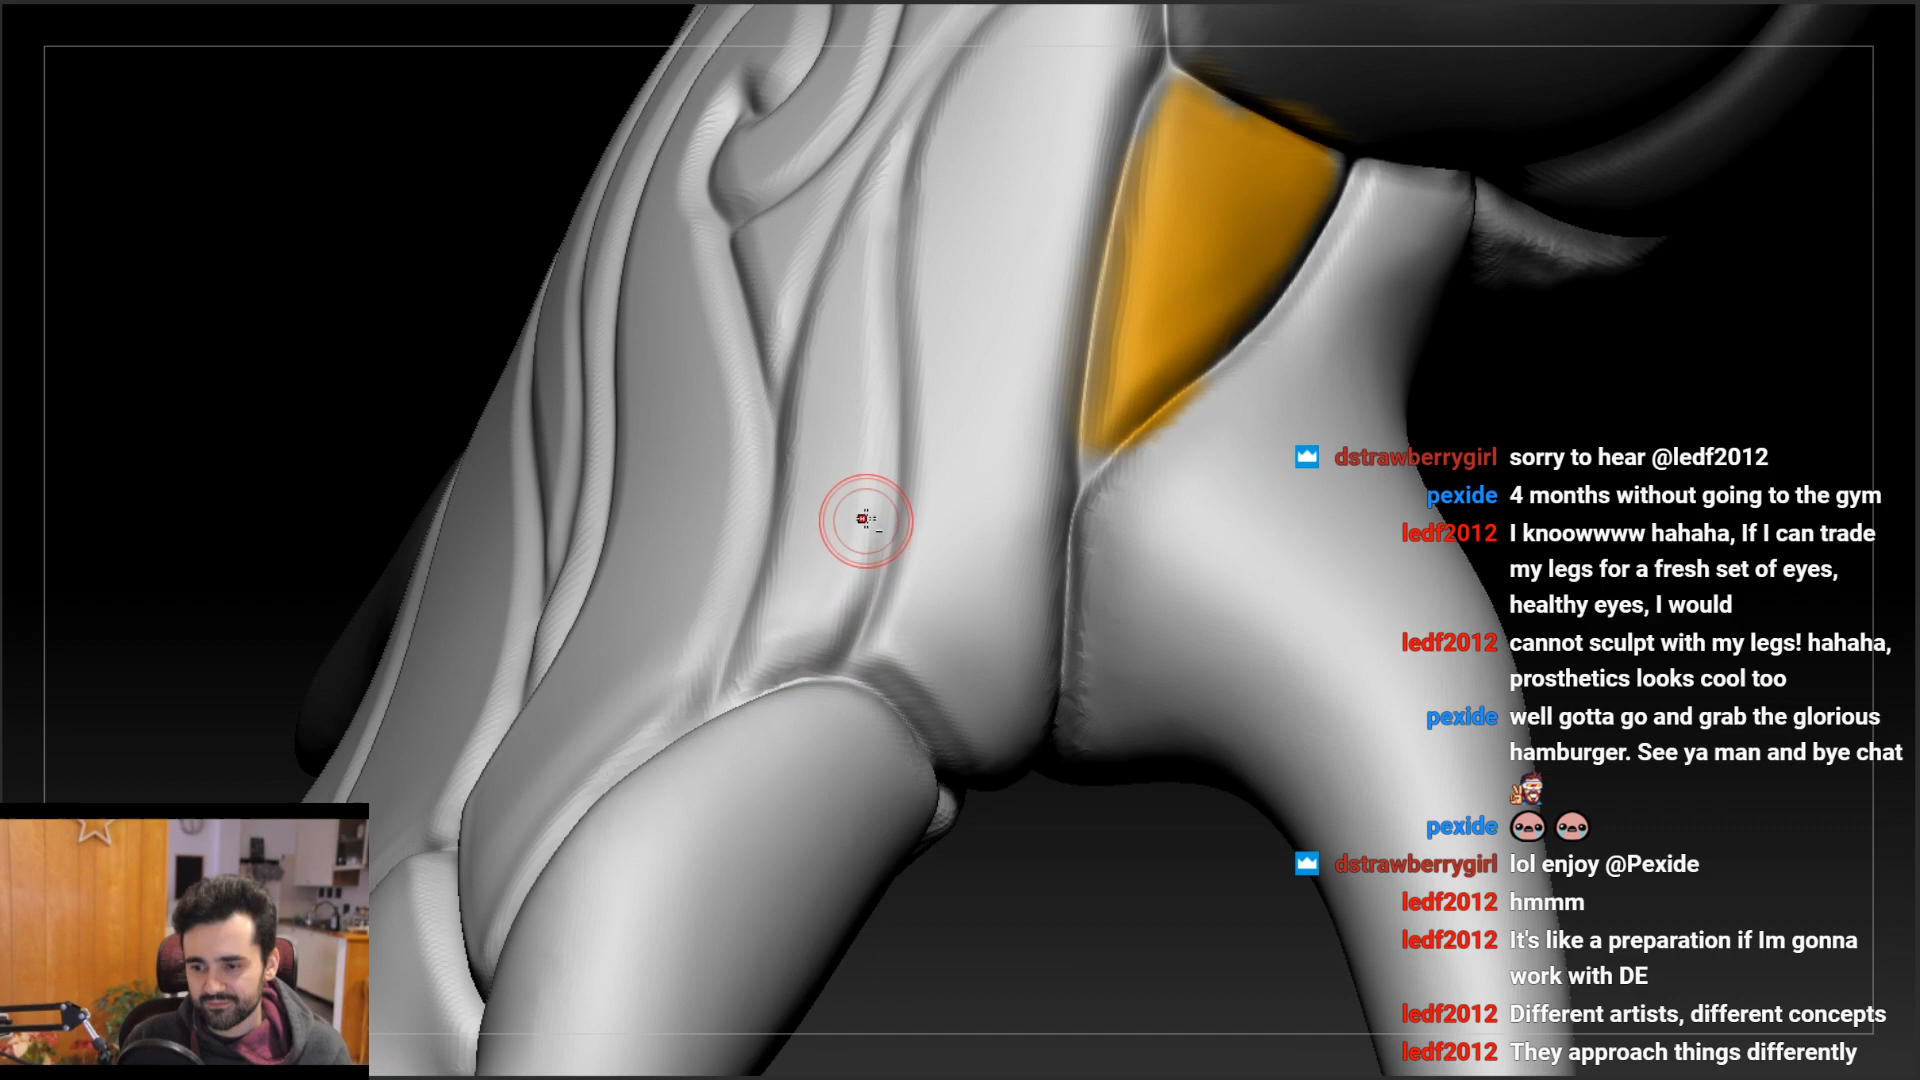 dstrawberrygirl sorry to hear @ledf2012
pexide 4 months without going to the gym
ledf2012 I knoowwww hahaha, If I can trade
my legs for a fresh set of eyes,
healthy eyes, I would
ledf2012 cannot sculpt with my legs! hahaha,
prosthetics looks cool too
pexide well gotta go and grab the glorious
hamburger. See ya man and bye chat
pexide
dstrawberrygirl lol enjoy @Pexide
ledf2012 hmmm
ledf2012 It's like a preparation if Im gonna
work with DE
ledf2012 Different artists, different concepts
ledf2012 They approach things differently